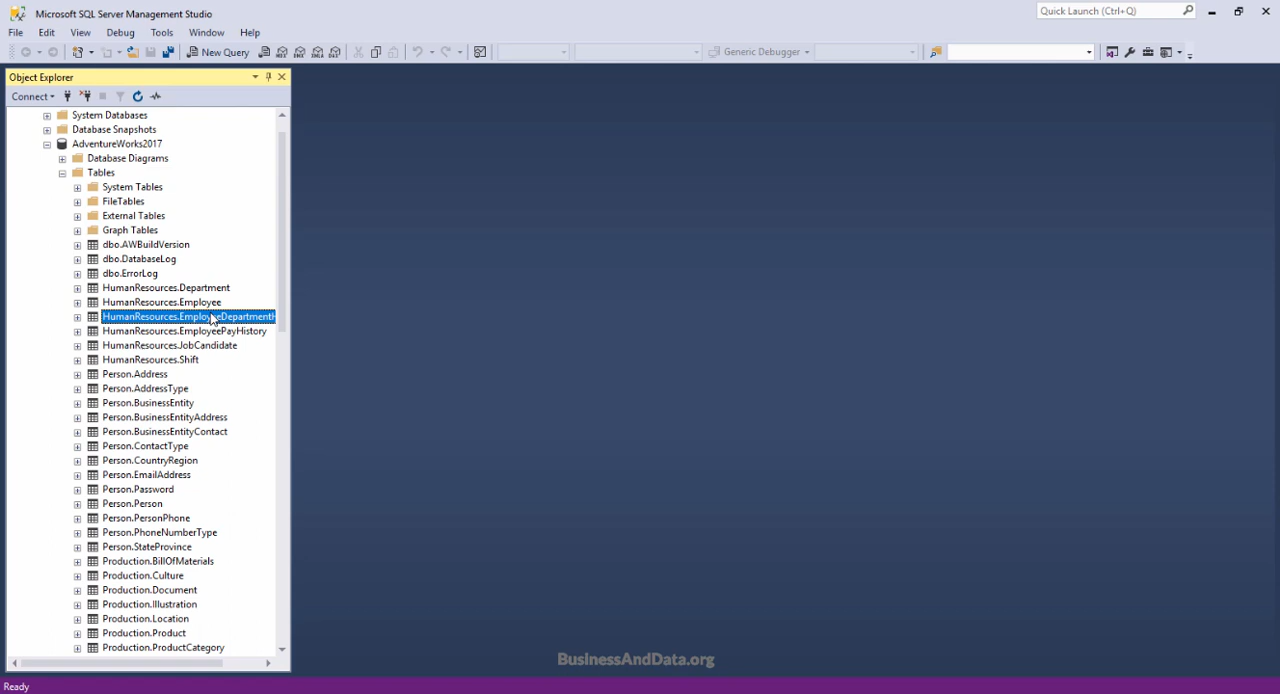 Microsoft SQL Server Management Studio
Quick Launch (Ctrl+Q)
File Edit View Debug Tools Window Help
New Query
Generic Debugger
Object Explorer
Connect
System Databases
Database Snapshots
AdventureWorks2017
Database Diagrams
Tables
System Tables
FileTables
External Tables
Graph Tables
dbo.AWBuildVersion
dbo.DatabaseLog
dbo.ErrorLog
HumanResources.Department
HumanResources.Employee
HumanResources.EmployeeDepartmentH
HumanResources.EmployeePayHistory
HumanResources.JobCandidate
HumanResources.Shift
Person.Address
Person.AddressType
Person.BusinessEntity
Person.BusinessEntityAddress
Person.BusinessEntityContact
Person.ContactType
Person.CountryRegion
Person.EmailAddress
Person.Password
Person.Person
Person.PersonPhone
Person.PhoneNumberType
Person.StateProvince
Production.BillOfMaterials
Production.Culture
Production.Document
Production.Illustration
Production.Location
Production.Product
Production.ProductCategory
BusinessAndData.org
Ready